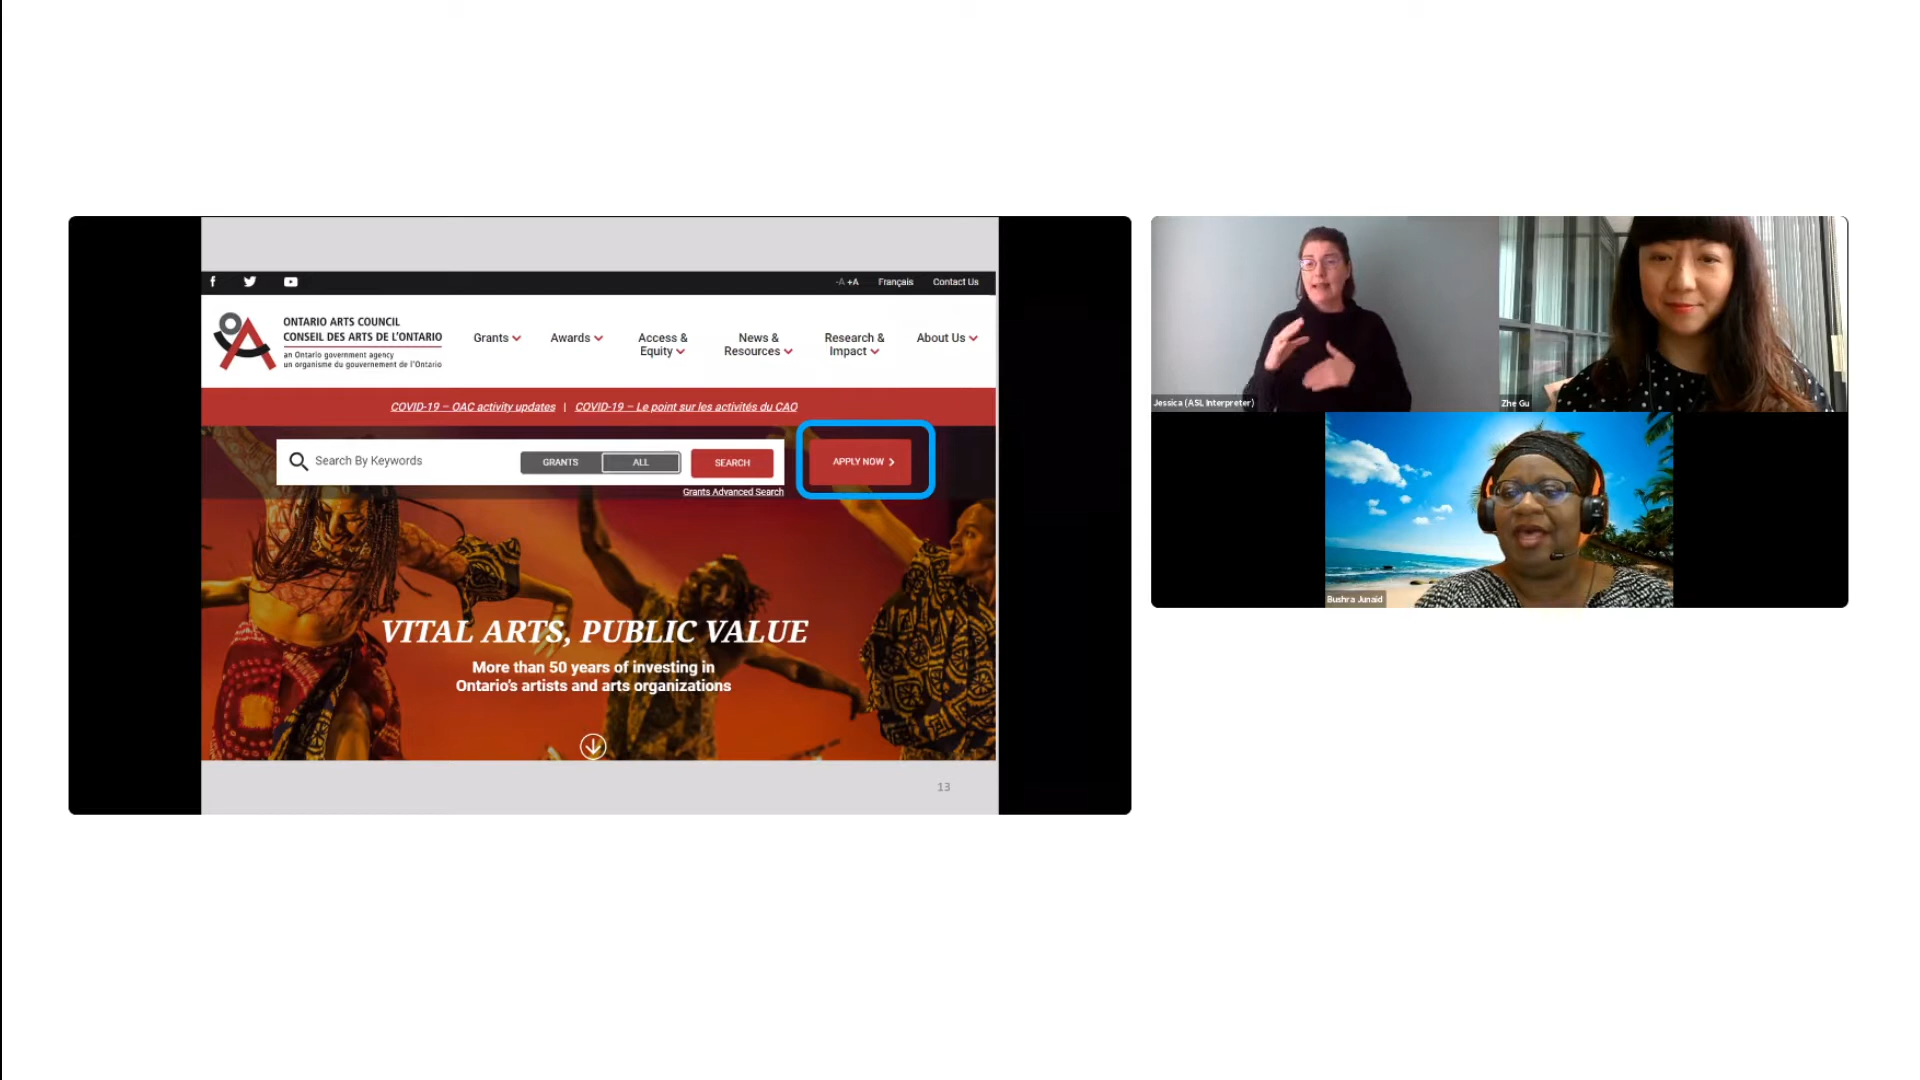 -A +A Français Contact Us
ONTARIO ARTS COUNCIL
CONSEIL DES ARTS DE L'ONTARIO
an Ontario government agency
un organisme du gouvernement de l'Ontario
Grants
Awards
Access &
Equity
News &
Resources
Research &
Impact
About Us
COVID-19 – OAC activity updates | COVID-19 – Le point sur les activités du CAO
Search By Keywords
GRANTS
ALL
SEARCH
APPLY NOW
Grants Advanced Search
VITAL ARTS, PUBLIC VALUE
More than 50 years of investing in
Ontario's artists and arts organizations
13
Jessica (ASL Interpreter)
Zhe Gu
Bushra Junaid